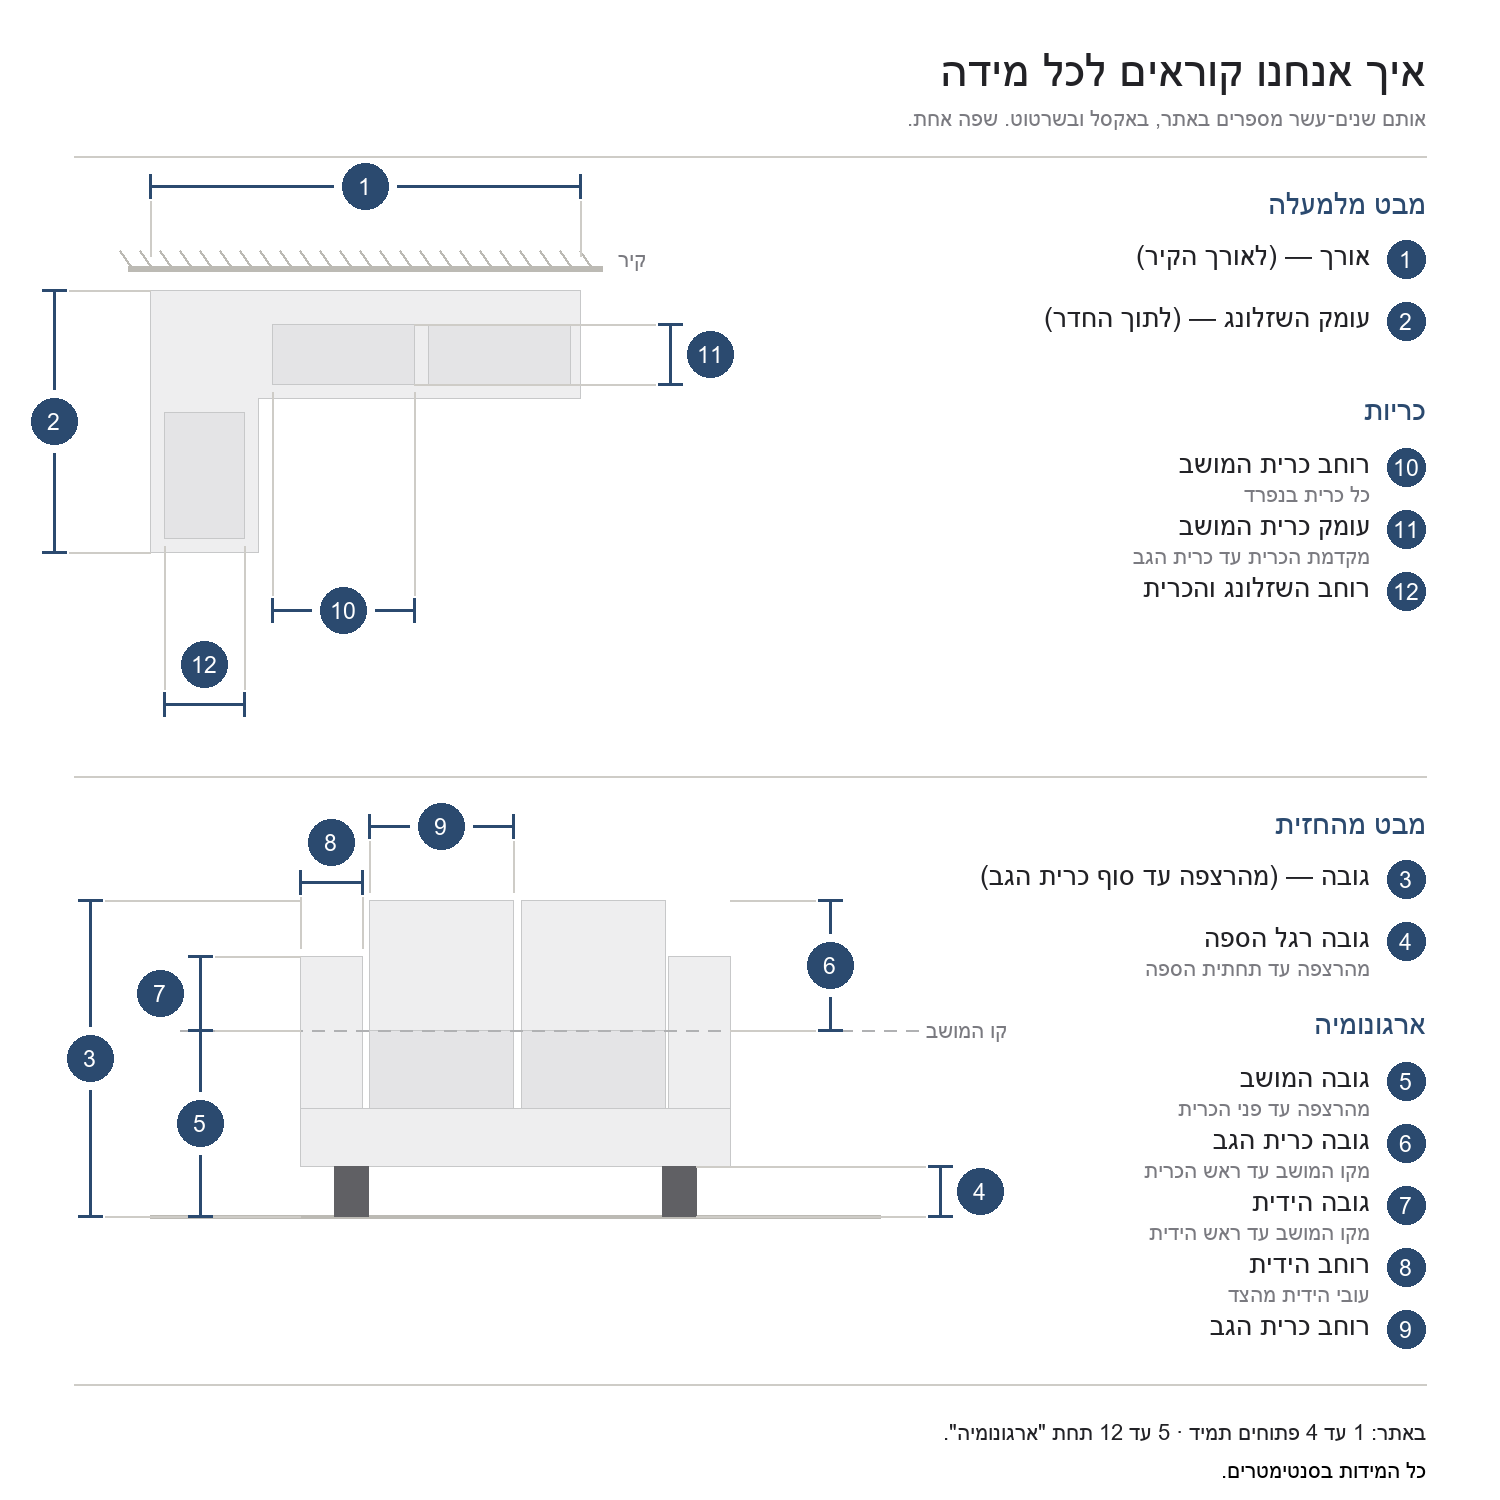 איך אנחנו קוראים לכל מידה
אותם שנים־עשר מספרים באתר, באקסל ובשרטוט. שפה אחת.
מבט מלמעלה
1 אורך — (לאורך הקיר)
2 עומק השזלונג — (לתוך החדר)
כריות
10 רוחב כרית המושב
כל כרית בנפרד
11 עומק כרית המושב
מקדמת הכרית עד כרית הגב
12 רוחב השזלונג והכרית
1
קיר
11
2
10
12
מבט מהחזית
3 גובה — (מהרצפה עד סוף כרית הגב)
4 גובה רגל הספה
מהרצפה עד תחתית הספה
ארגונומיה
5 גובה המושב
מהרצפה עד פני הכרית
6 גובה כרית הגב
מקו המושב עד ראש הכרית
7 גובה הידית
מקו המושב עד ראש הידית
8 רוחב הידית
עובי הידית מהצד
9 רוחב כרית הגב
9
8
6
7
קו המושב
3
5
4
באתר: 1 עד 4 פתוחים תמיד · 5 עד 12 תחת "ארגונומיה".
כל המידות בסנטימטרים.